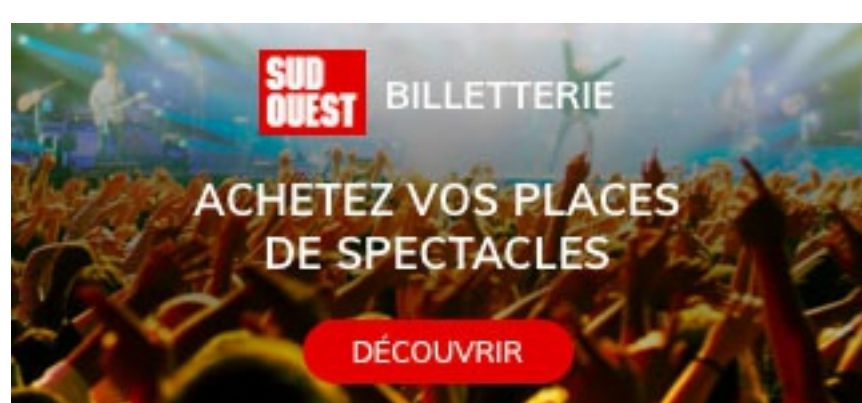 SUD
OUEST
BILLETTERIE
ACHETEZ VOS PLACES
DE SPECTACLES
DÉCOUVRIR